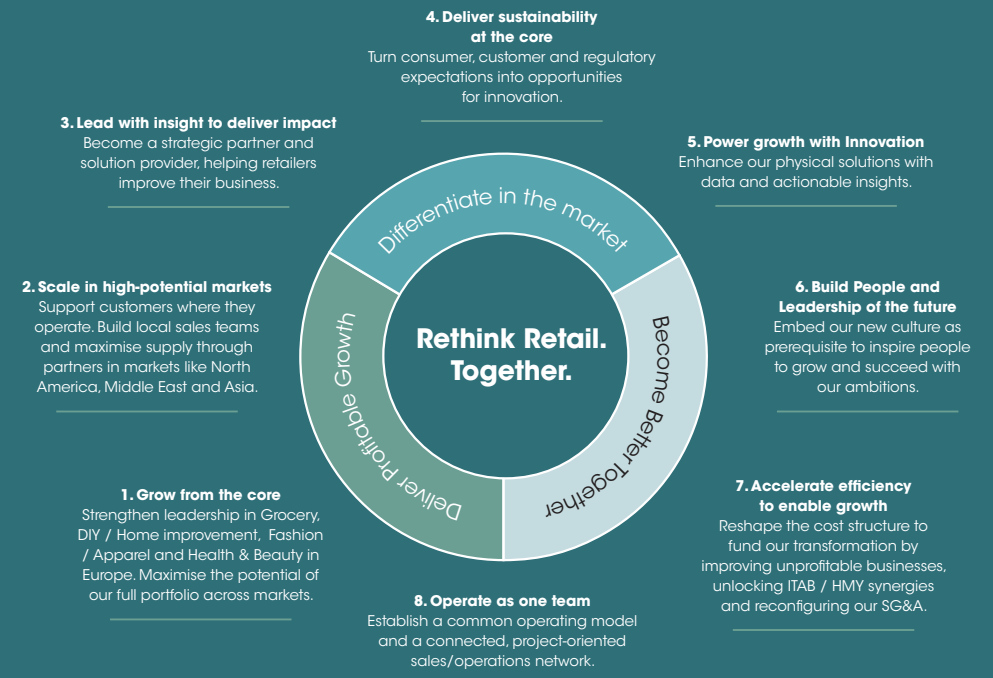 4. Deliver sustainability
at the core
Turn consumer, customer and regulatory
expectations into opportunities
for innovation.
3. Lead with insight to deliver impact
Become a strategic partner and
solution provider, helping retailers
improve their business.
5. Power growth with Innovation
Enhance our physical solutions with
data and actionable insights.
Differentiate in the market
2. Scale in high-potential markets
Support customers where they
operate. Build local sales teams
and maximise supply through
partners in markets like North
America, Middle East and Asia.
Deliver Profitable Growth
Rethink Retail.
Together.
Become Better Together
6. Build People and
Leadership of the future
Embed our new culture as
prerequisite to inspire people
to grow and succeed with
our ambitions.
1. Grow from the core
Strengthen leadership in Grocery,
DIY / Home improvement, Fashion
/ Apparel and Health & Beauty in
Europe. Maximise the potential of
our full portfolio across markets.
7. Accelerate efficiency
to enable growth
Reshape the cost structure to
fund our transformation by
improving unprofitable businesses,
unlocking ITAB / HMY synergies
and reconfiguring our SG&A.
8. Operate as one team
Establish a common operating model
and a connected, project-oriented
sales/operations network.